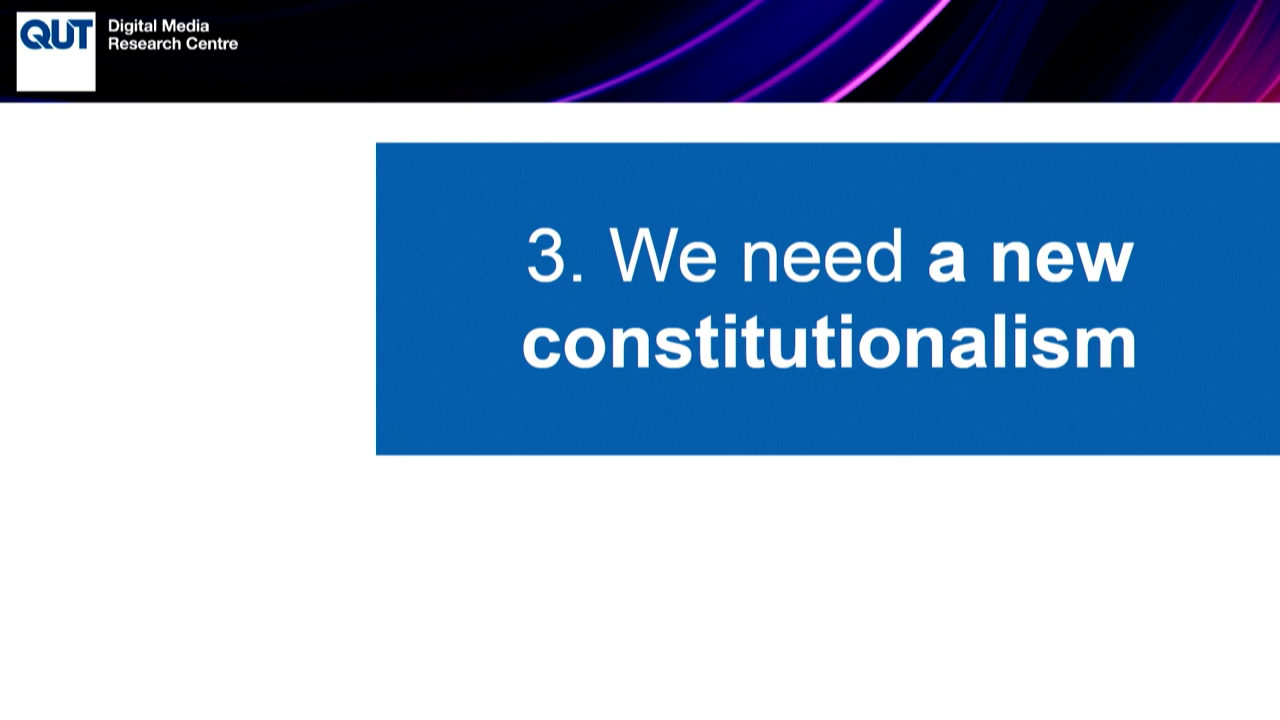 QUT
Digital Media
Research Centre
3. We need a new
constitutionalism